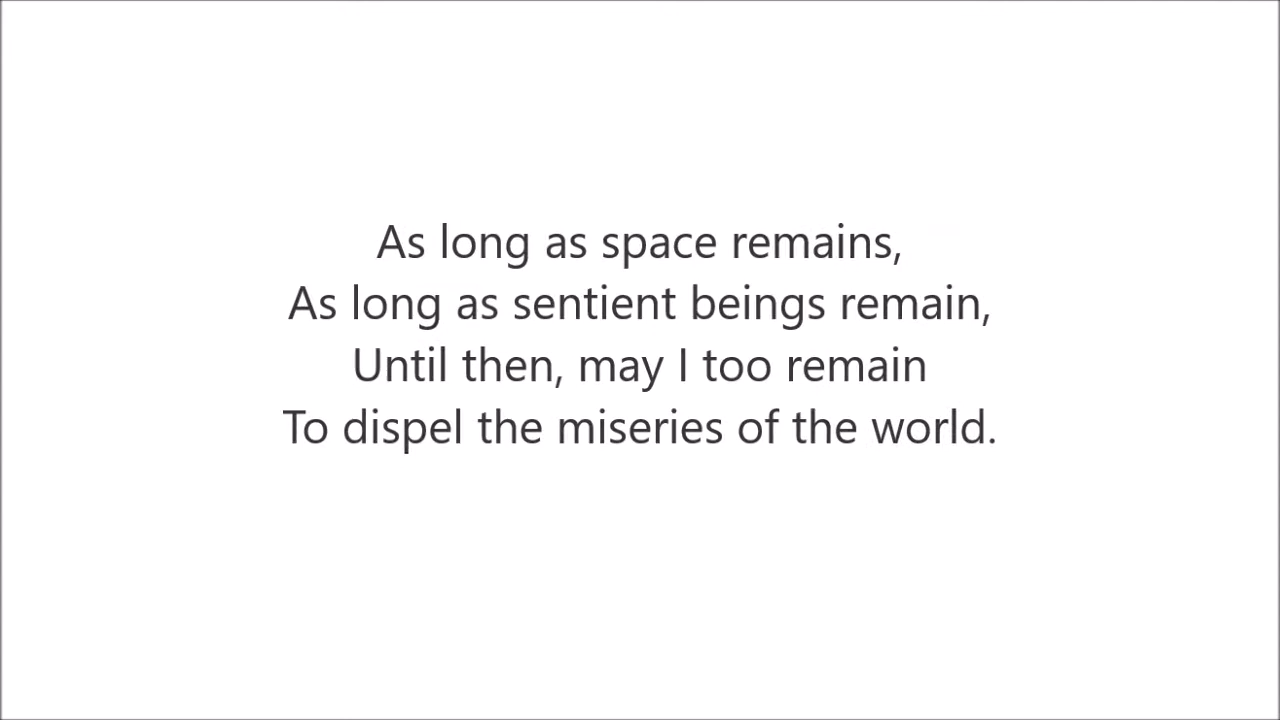 As long as space remains,
As long as sentient beings remain,
Until then, may I too remain
To dispel the miseries of the world.